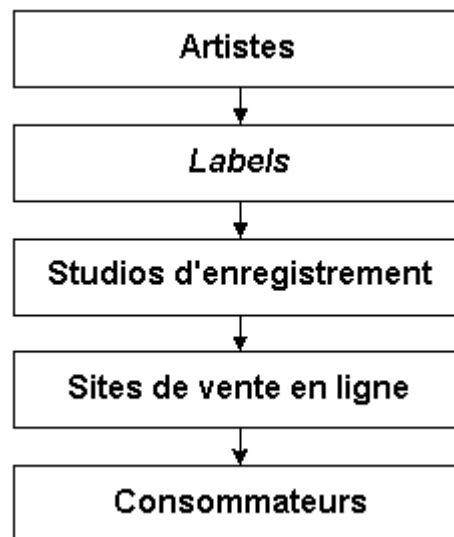 Artistes
Labels
Studios d'enregistrement
Sites de vente en ligne
Consommateurs